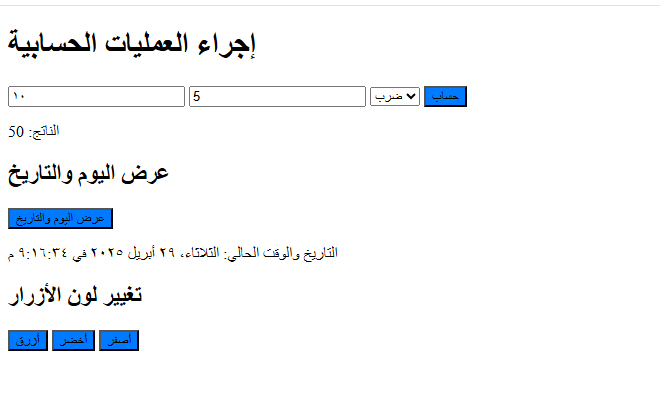 إجراء العمليات الحسابية
١٠ 5 ضرب حساب
الناتج: 50
عرض اليوم والتاريخ
عرض اليوم والتاريخ
التاريخ والوقت الحالي: الثلاثاء، ٢٩ أبريل ٢٠٢٥ في ٩:١٦:٣٤ م
تغيير لون الأزرار
أزرق أخضر أصفر